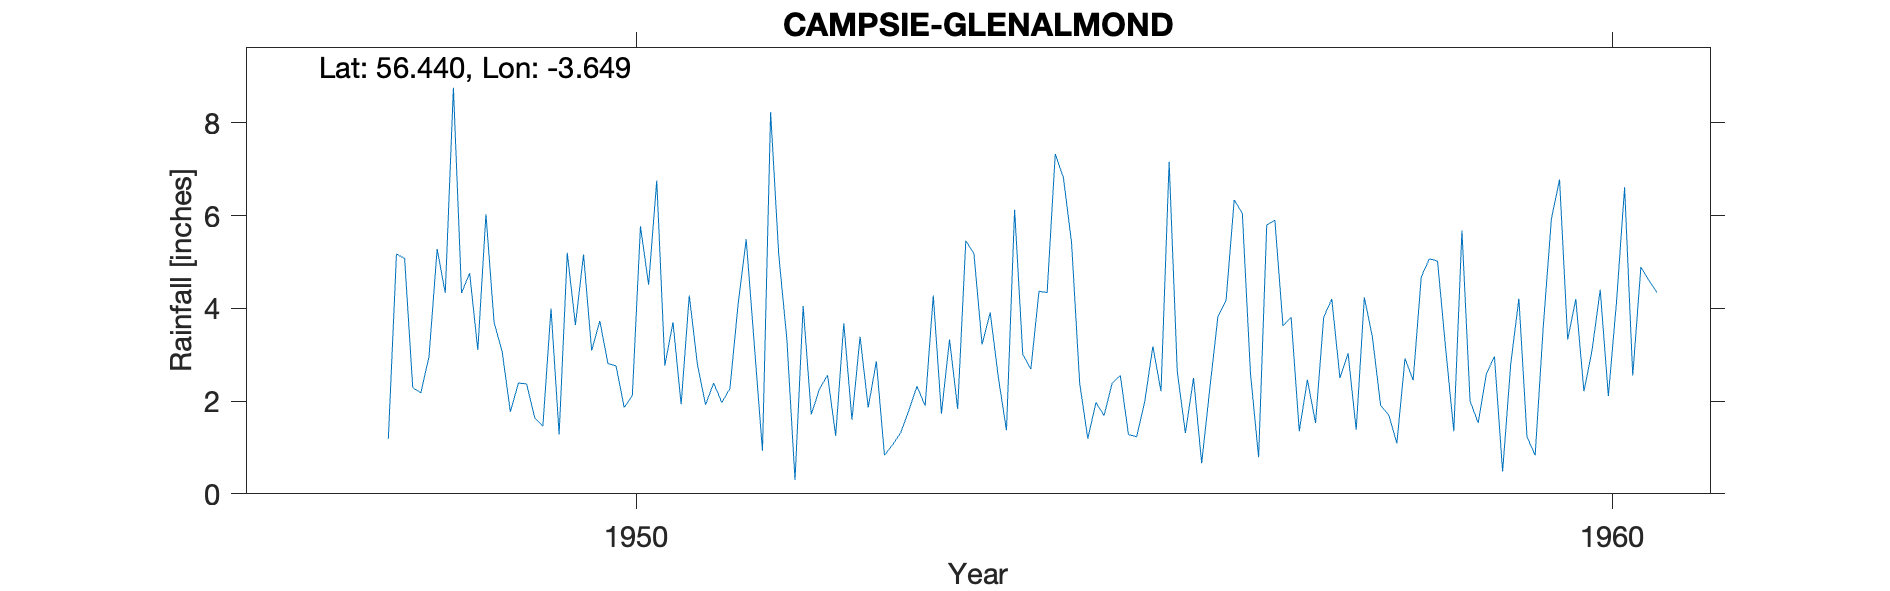 CAMPSIE-GLENALMOND
Lat: 56.440, Lon: -3.649
8
6
4
2
0
Rainfall [inches]
1950
1960
Year